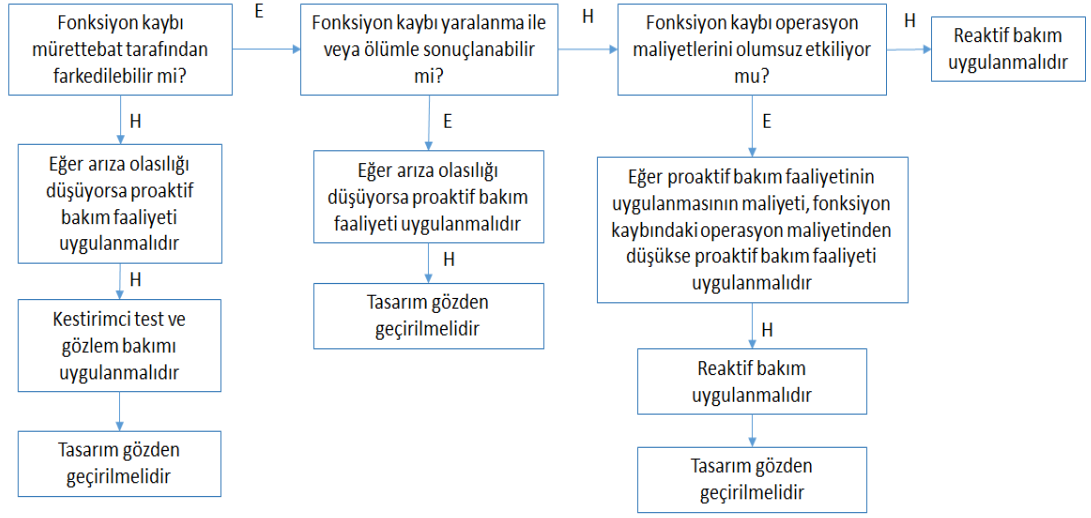 Fonksiyon kaybı
mürettebat tarafından
farkedilebilir mi?
E
Fonksiyon kaybı yaralanma ile
veya ölümle sonuçlanabilir
mi?
H
Fonksiyon kaybı operasyon
maliyetlerini olumsuz etkiliyor
mu?
H
Reaktif bakım
uygulanmalıdır
H
Eğer arıza olasılığı
düşüyorsa proaktif
bakım faaliyeti
uygulanmalıdır
H
Kestirimci test ve
gözlem bakımı
uygulanmalıdır
Tasarım gözden
geçirilmelidir
E
Eğer arıza olasılığı
düşüyorsa proaktif bakım
faaliyeti uygulanmalıdır
H
Tasarım gözden
geçirilmelidir
E
Eğer proaktif bakım faaliyetinin
uygulanmasının maliyeti, fonksiyon
kaybındaki operasyon maliyetinden
düşükse proaktif bakım faaliyeti
uygulanmalıdır
H
Reaktif bakım
uygulanmalıdır
Tasarım gözden
geçirilmelidir